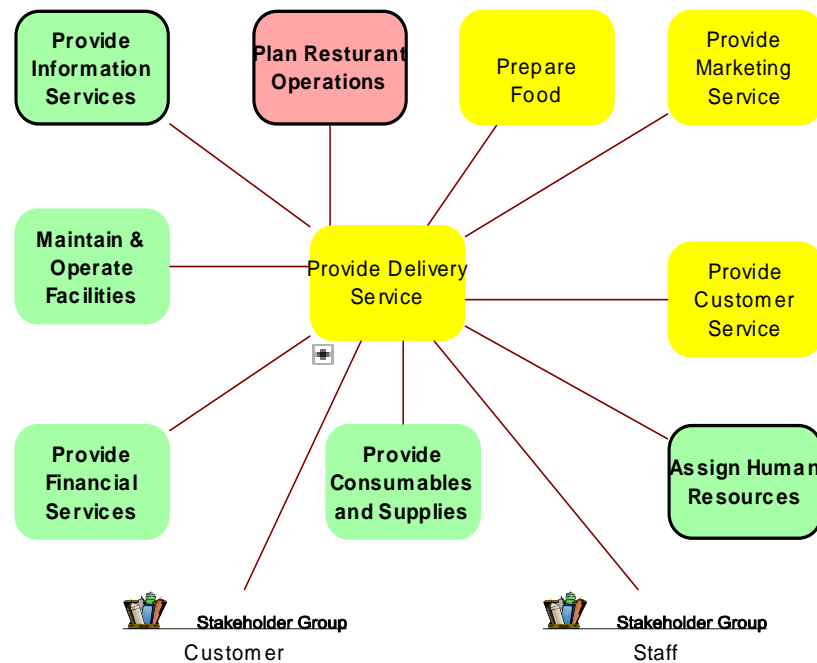 Provide
Information
Services
Plan Resturant
Operations
Prepare
Food
Provide
Marketing
Service
Maintain &
Operate
Facilities
Provide Delivery
Service
Provide
Customer
Service
Provide
Financial
Services
Provide
Consumables
and Supplies
Assign Human
Resources
Stakeholder Group
Customer
Stakeholder Group
Staff